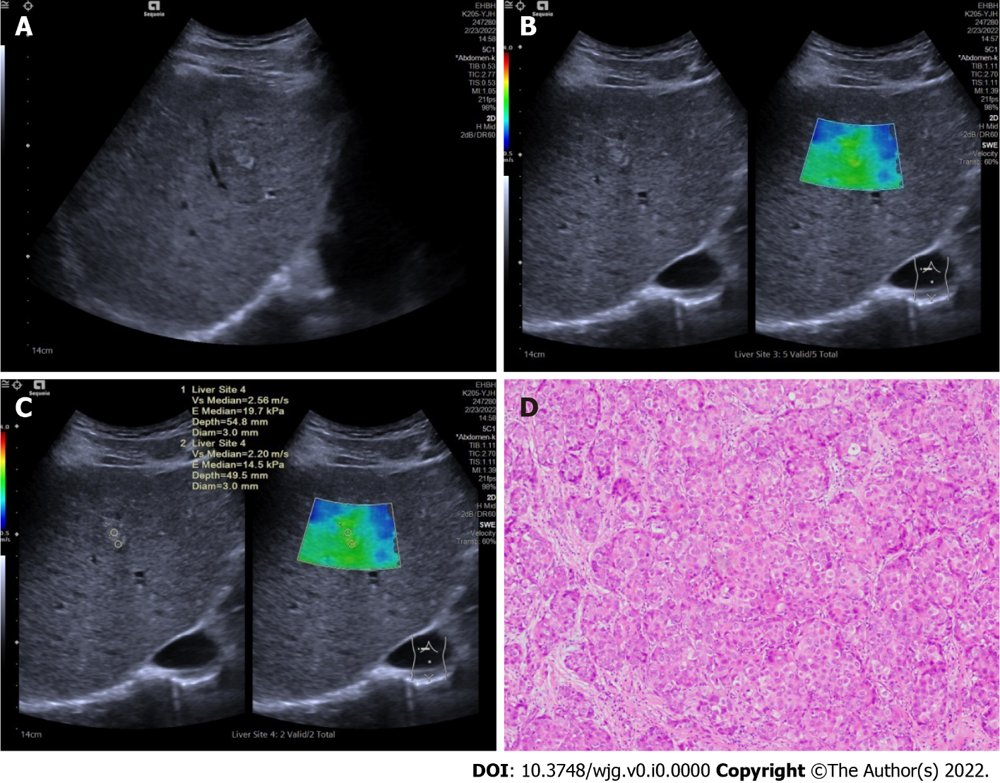 A
Sequoia
EHBH
K205-YJH
247280
2/23/2022
14:58
5C1
*Abdomen-k
TIB:0.53
TIC:2.77
TIS:0.53
MI:1.05
21fps
98%
2D
H Mid
2dB/DR60
14cm
B
Sequoia
EHBH
K205-YJH
247280
2/23/2022
14:57
5C1
*Abdomen-k
TIB:1.11
TIC:2.70
TIS:1.11
MI:1.39
21fps
98%
2D
H Mid
2dB/DR60
SWE
Velocity
Transp: 60%
4.0
0.5
m/s
14cm
Liver Site 3: 5 Valid/5 Total
C
Sequoia
1 Liver Site 4
Vs Median=2.56 m/s
E Median=19.7 kPa
Depth=54.8 mm
Diam=3.0 mm
2 Liver Site 4
Vs Median=2.20 m/s
E Median=14.5 kPa
Depth=49.5 mm
Diam=3.0 mm
EHBH
K205-YJH
247280
2/23/2022
14:58
5C1
*Abdomen-k
TIB:1.11
TIC:2.70
TIS:1.11
MI:1.39
21fps
98%
2D
H Mid
2dB/DR60
SWE
Velocity
Transp: 60%
4.0
0.5
m/s
14cm
Liver Site 4: 2 Valid/2 Total
D
DOI: 10.3748/wjg.v0.i0.0000 Copyright ©The Author(s) 2022.